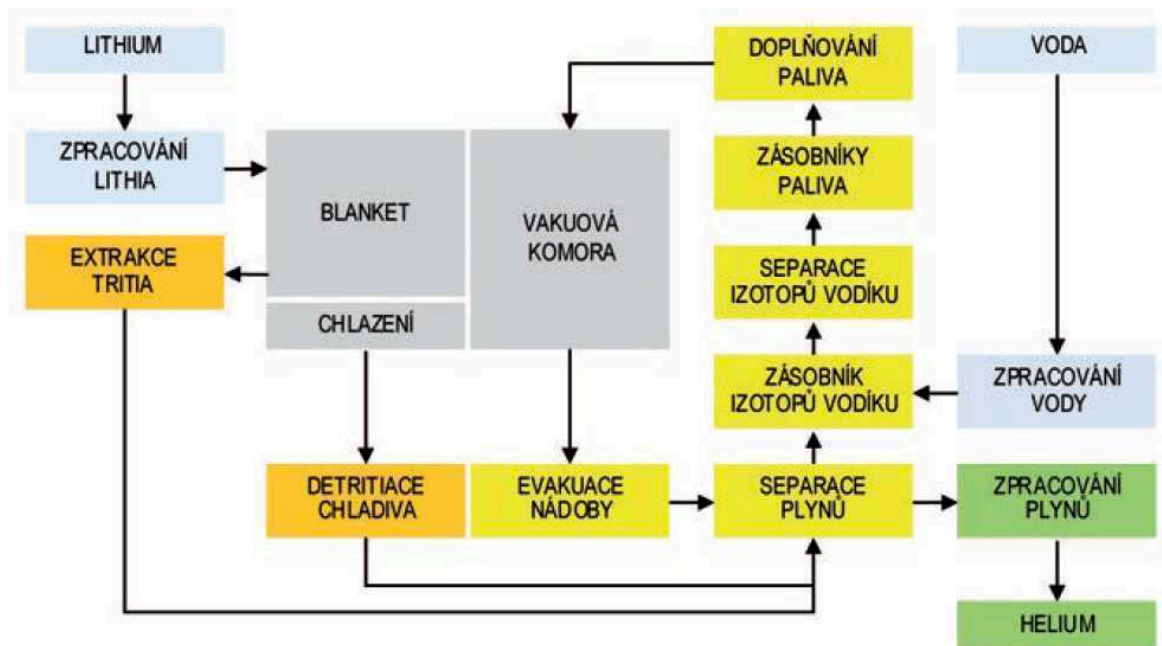 LITHIUM
ZPRACOVÁNÍ
LITHIA
EXTRAKCE
TRITIA
BLANKET
CHLAZENÍ
VAKUOVÁ
KOMORA
DETRITIACE
CHLADIVA
EVAKUACE
NÁDOBY
DOPLŇOVÁNÍ
PALIVA
ZÁSOBNÍKY
PALIVA
SEPARACE
IZOTOPŮ VODÍKU
ZÁSOBNÍK
IZOTOPŮ VODÍKU
SEPARACE
PLYNŮ
VODA
ZPRACOVÁNÍ
VODY
ZPRACOVÁNÍ
PLYNŮ
HELIUM